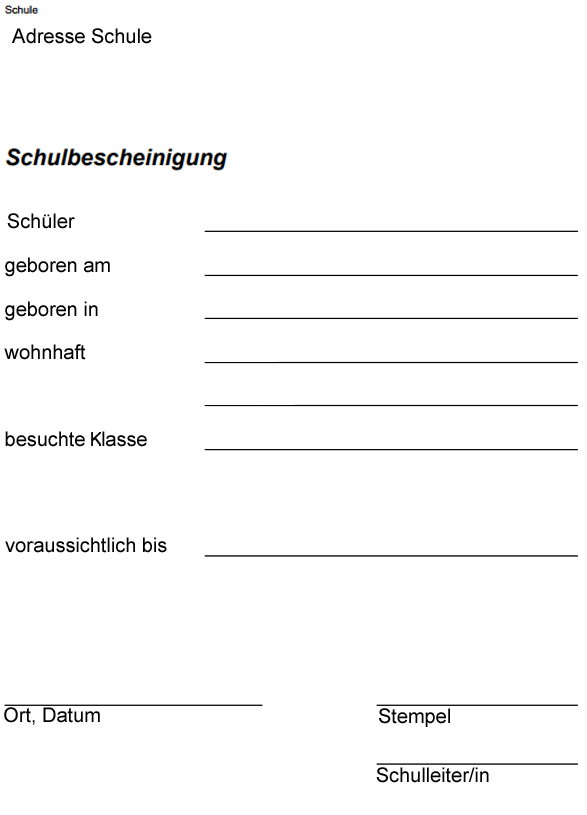 Schule
Adresse Schule
Schulbescheinigung
Schüler
geboren am
geboren in
wohnhaft
besuchte Klasse
voraussichtlich bis
Ort, Datum
Stempel
Schulleiter/in